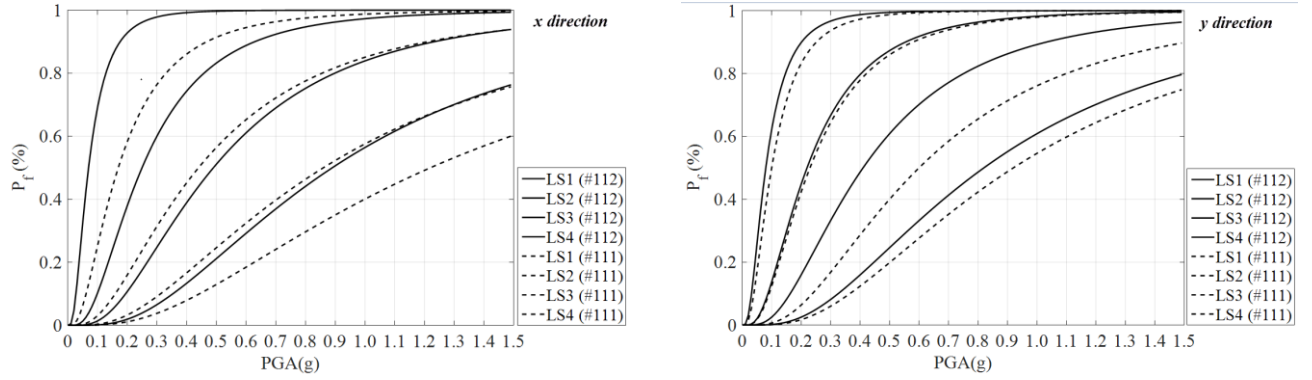 x direction
1
0.8
0.6
0.4
0.2
0
P_f (%)
0 0.1 0.2 0.3 0.4 0.5 0.6 0.7 0.8 0.9 1.0 1.1 1.2 1.3 1.4 1.5
PGA(g)
LS1 (#112)
LS2 (#112)
LS3 (#112)
LS4 (#112)
LS1 (#111)
LS2 (#111)
LS3 (#111)
LS4 (#111)
y direction
1
0.8
0.6
0.4
0.2
0
P_f (%)
0 0.1 0.2 0.3 0.4 0.5 0.6 0.7 0.8 0.9 1.0 1.1 1.2 1.3 1.4 1.5
PGA(g)
LS1 (#112)
LS2 (#112)
LS3 (#112)
LS4 (#112)
LS1 (#111)
LS2 (#111)
LS3 (#111)
LS4 (#111)